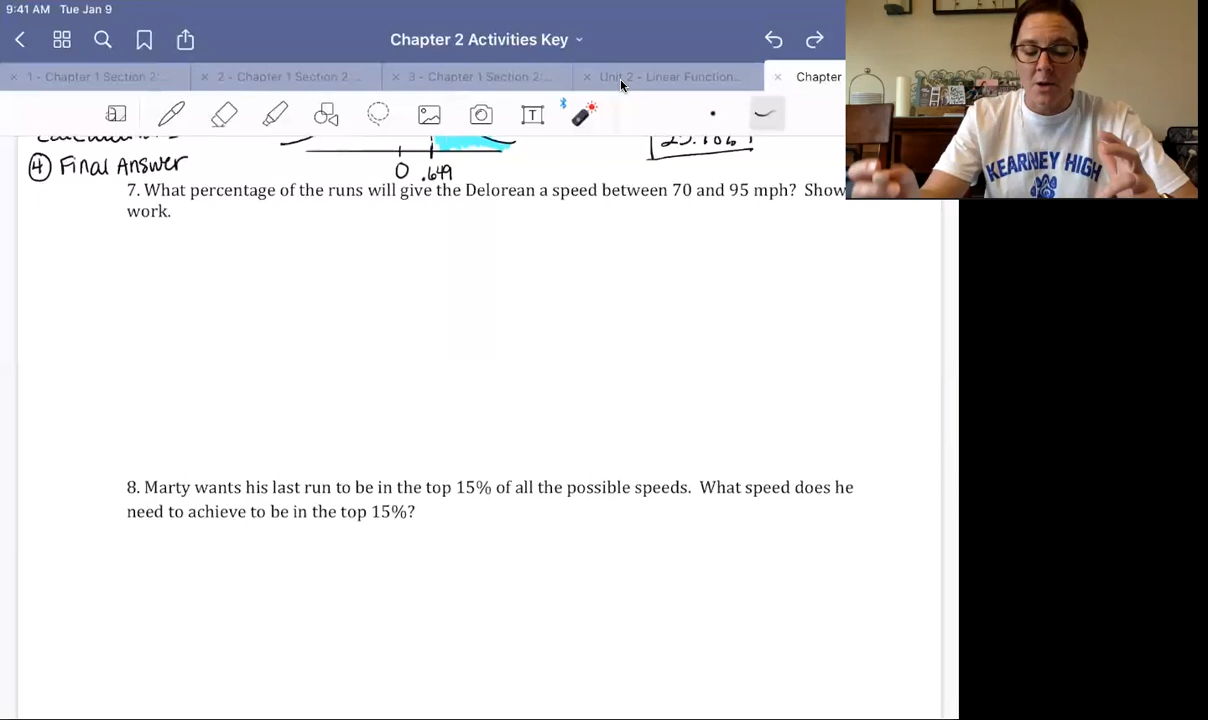 9:41 AM Tue Jan 9
Chapter 2 Activities Key
1 - Chapter 1 Section 2:...
2 - Chapter 1 Section 2 ...
3 - Chapter 1 Section 2:...
Unit 2 - Linear Function...
Chapter
T
④ Final Answer
0 .649
7. What percentage of the runs will give the Delorean a speed between 70 and 95 mph? Show
work.
8. Marty wants his last run to be in the top 15% of all the possible speeds. What speed does he
need to achieve to be in the top 15%?
KEARNEY HIGH